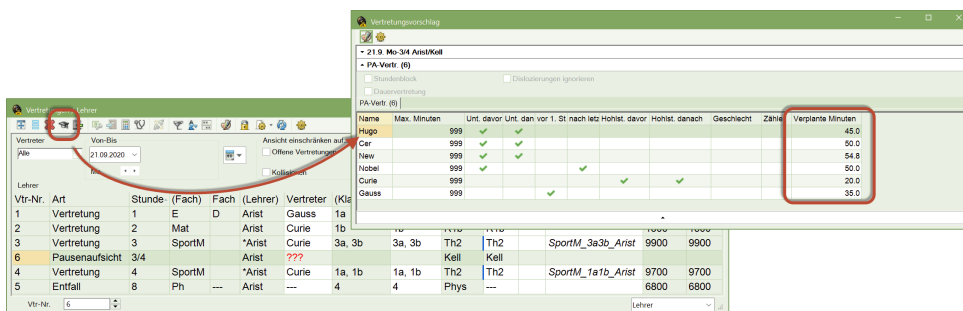 Vertretungsvorschlag
21.9. Mo-3/4 Arist/Kell
PA-Vertr. (6)
Stundenblock Dislozierungen ignorieren
Dauervertretung
PA-Vertr. (6)
Name Max. Minuten Unt. davor Unt. dan vor 1. St nach letz Hohlst. davor Hohlst. danach Geschlecht Zähle Verplante Minuten
Hugo 999 45.0
Cer 999 50.0
New 999 54.8
Nobel 999 50.0
Curie 999 20.0
Gauss 999 35.0
Lehrer
Vertreter Von-Bis Ansicht einschränken auf
Alle 21.09.2020 Offene Vertretungen
Kollisionen
Lehrer
Vtr-Nr. Art Stunde (Fach) Fach (Lehrer) Vertreter (Kla
1 Vertretung 1 E D Arist Gauss 1a
2 Vertretung 2 Mat Arist Curie 1b
3 Vertretung 3 SportM *Arist Curie 3a, 3b 3a, 3b Th2 Th2 SportM_3a3b_Arist 9900 9900
6 Pausenaufsicht 3/4 Arist ??? Kell Kell
4 Vertretung 4 SportM *Arist Curie 1a, 1b 1a, 1b Th2 Th2 SportM_1a1b_Arist 9700 9700
5 Entfall 8 Ph --- Arist --- 4 4 Phys --- 6800 6800
Vtr-Nr. 6 Lehrer